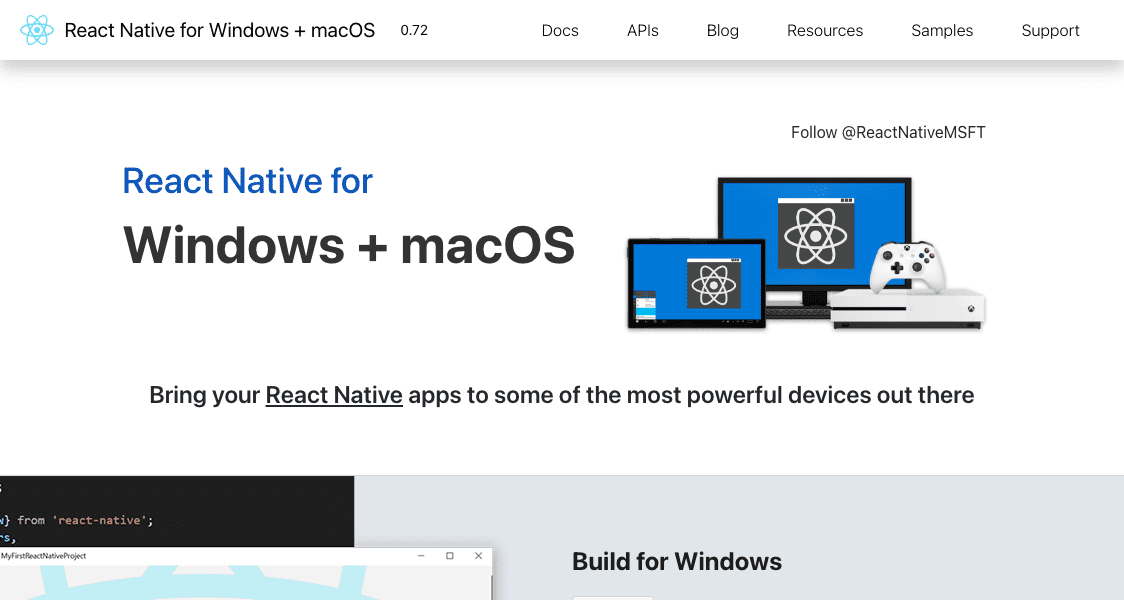 React Native for Windows + macOS 0.72 Docs APIs Blog Resources Samples Support
Follow @ReactNativeMSFT
React Native for
Windows + macOS
Bring your React Native apps to some of the most powerful devices out there
from 'react-native';
MyFirstReactNativeProject
Build for Windows